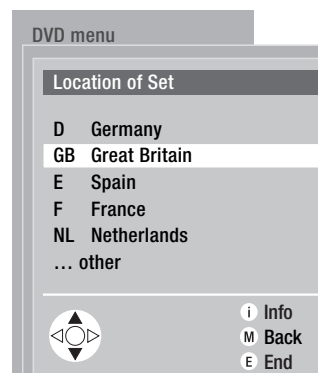 DVD menu
Location of Set
D Germany
GB Great Britain
E Spain
F France
NL Netherlands
… other
i Info
M Back
E End